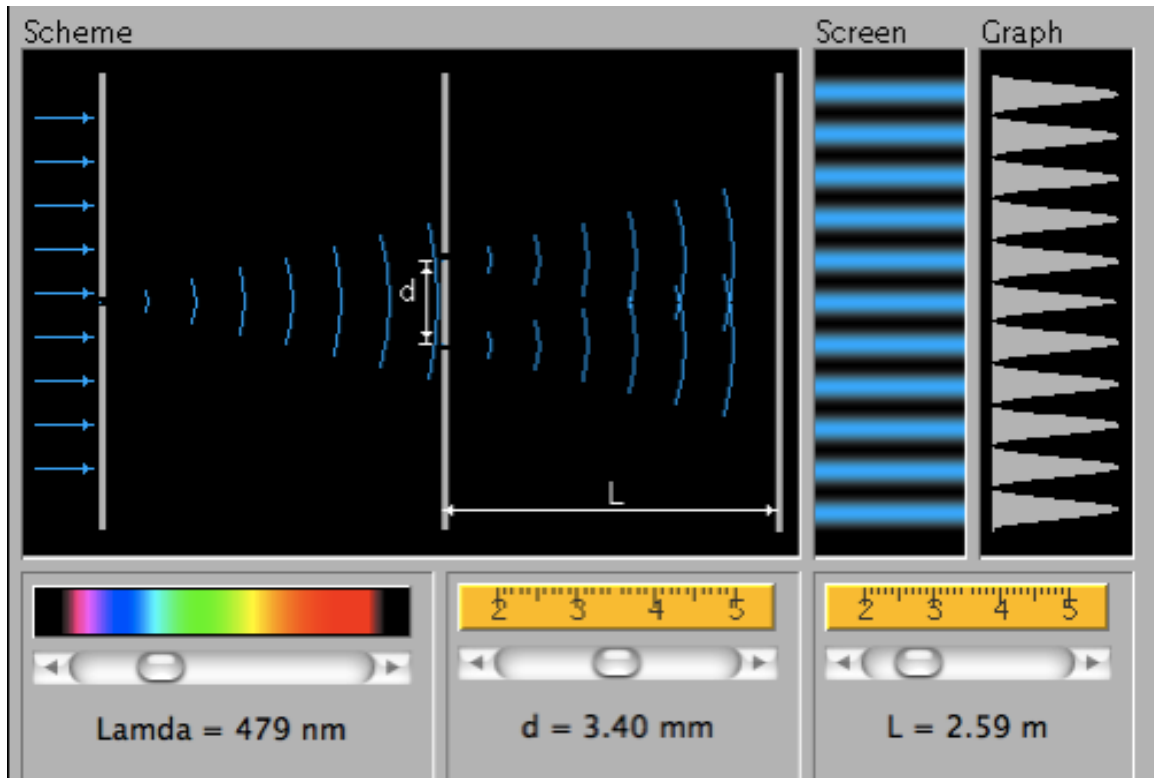 Scheme
Screen
Graph
d
L
2 3 4 5
2 3 4 5
Lamda = 479 nm
d = 3.40 mm
L = 2.59 m